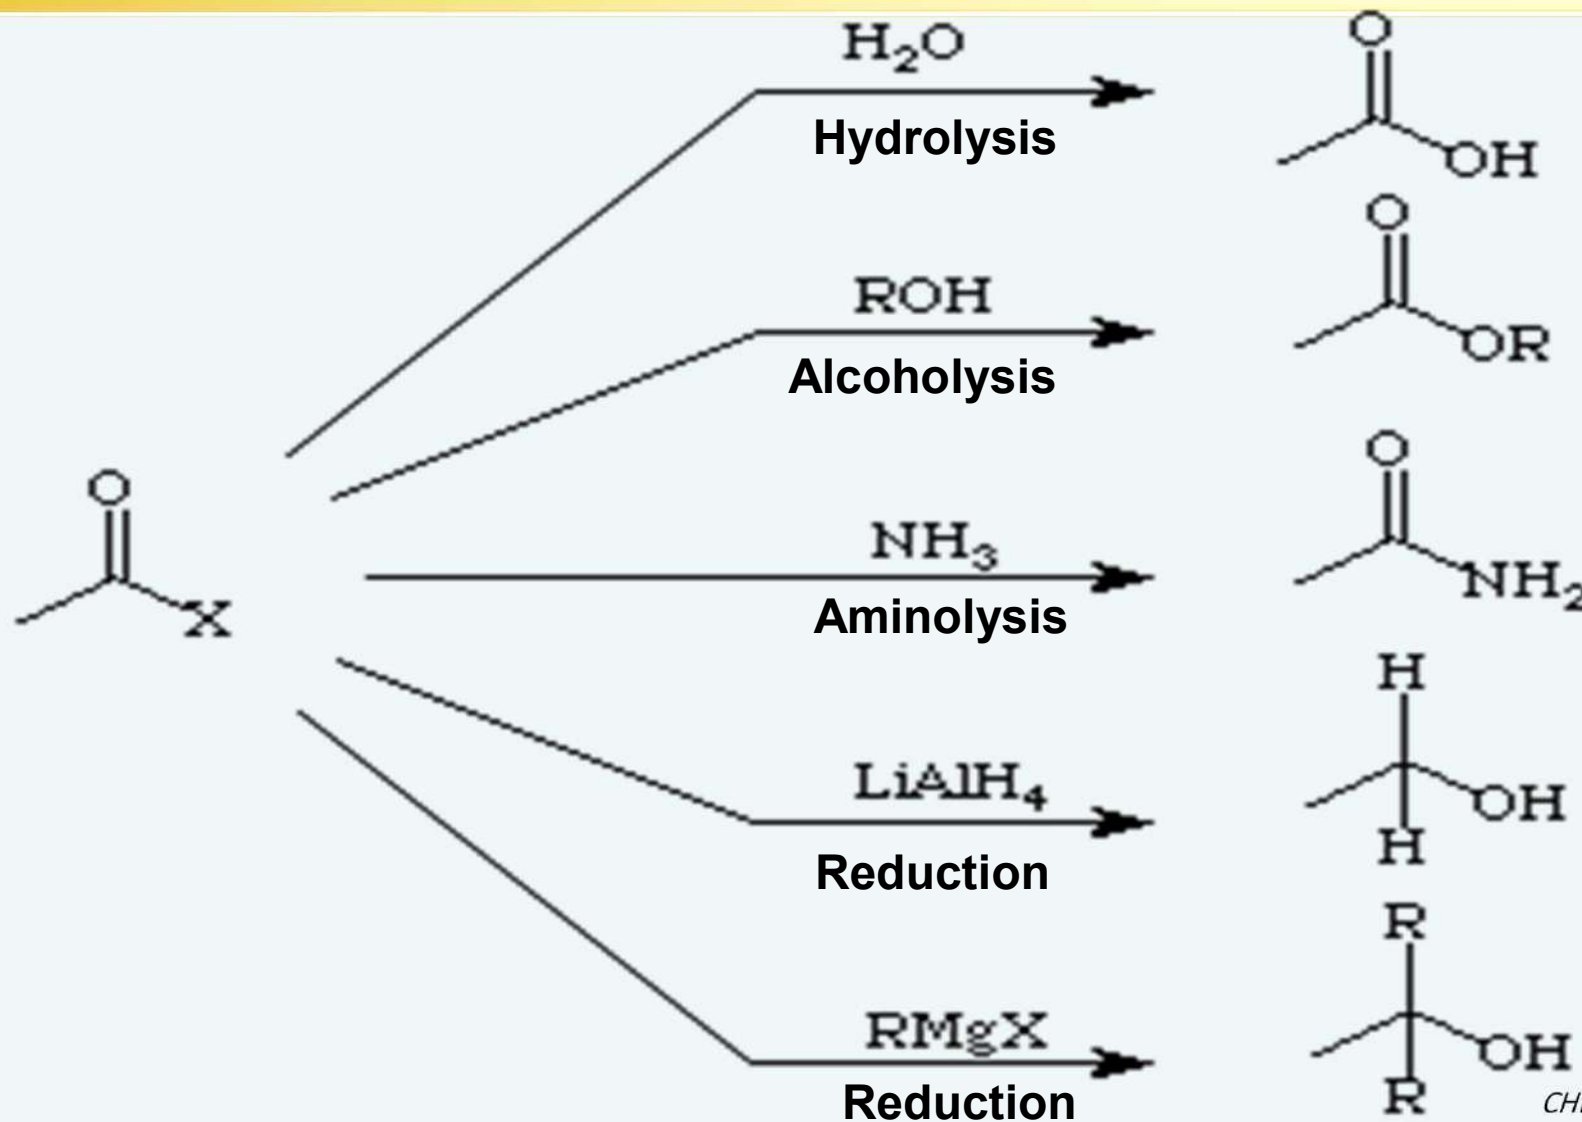 O
H₂O
Hydrolysis
OH
O
ROH
Alcoholysis
OR
O
O
NH₃
X
NH₂
Aminolysis
H
LiAlH₄
OH
H
Reduction
R
RMgX
OH
R
Reduction